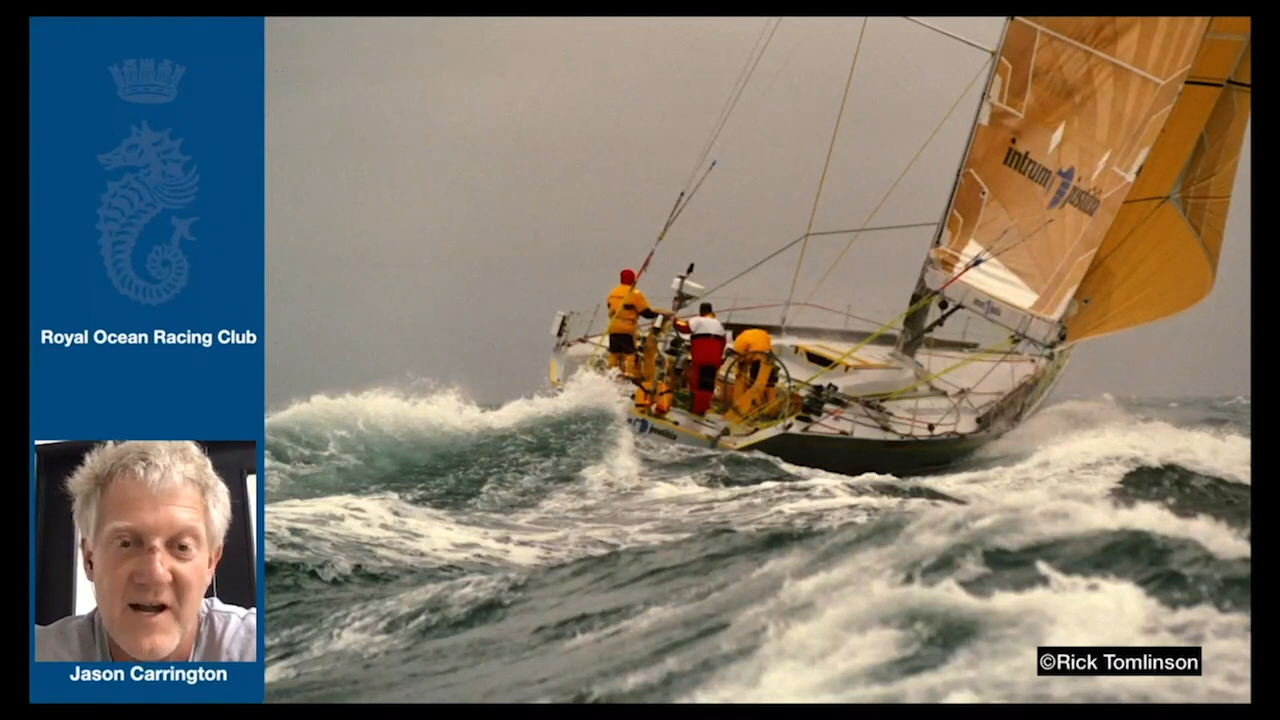 Royal Ocean Racing Club
Jason Carrington
intrum justitia
©Rick Tomlinson